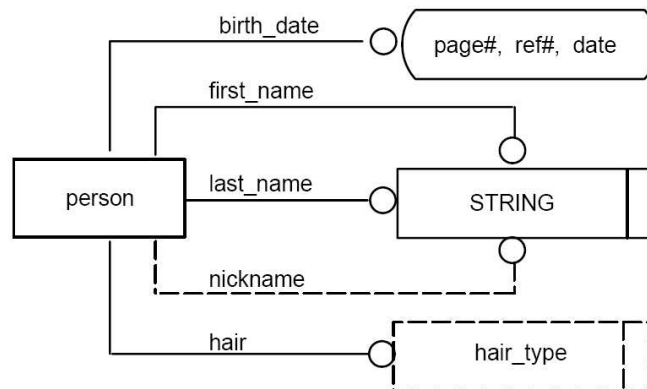 birth_date
page#, ref#, date
first_name
person
last_name
STRING
nickname
hair
hair_type